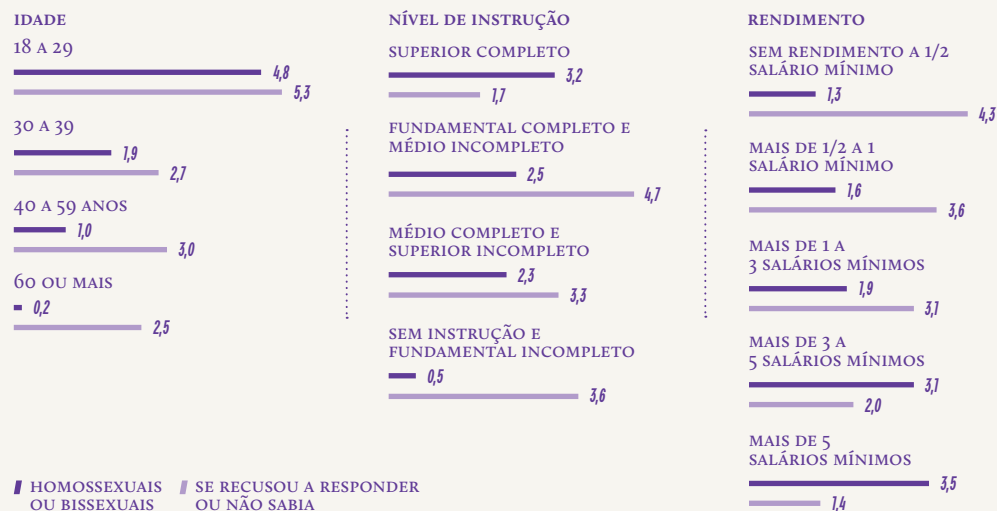 IDADE
18 A 29
4,8
5,3
30 A 39
1,9
2,7
40 A 59 ANOS
1,0
3,0
60 OU MAIS
0,2
2,5
NÍVEL DE INSTRUÇÃO
SUPERIOR COMPLETO
3,2
1,7
FUNDAMENTAL COMPLETO E
MÉDIO INCOMPLETO
2,5
4,7
MÉDIO COMPLETO E
SUPERIOR INCOMPLETO
2,3
3,3
SEM INSTRUÇÃO E
FUNDAMENTAL INCOMPLETO
0,5
3,6
RENDIMENTO
SEM RENDIMENTO A 1/2
SALÁRIO MÍNIMO
1,3
4,3
MAIS DE 1/2 A 1
SALÁRIO MÍNIMO
1,6
3,6
MAIS DE 1 A
3 SALÁRIOS MÍNIMOS
1,9
3,1
MAIS DE 3 A
5 SALÁRIOS MÍNIMOS
3,1
2,0
MAIS DE 5
SALÁRIOS MÍNIMOS
3,5
1,4
HOMOSSEXUAIS
OU BISSEXUAIS
SE RECUSOU A RESPONDER
OU NÃO SABIA